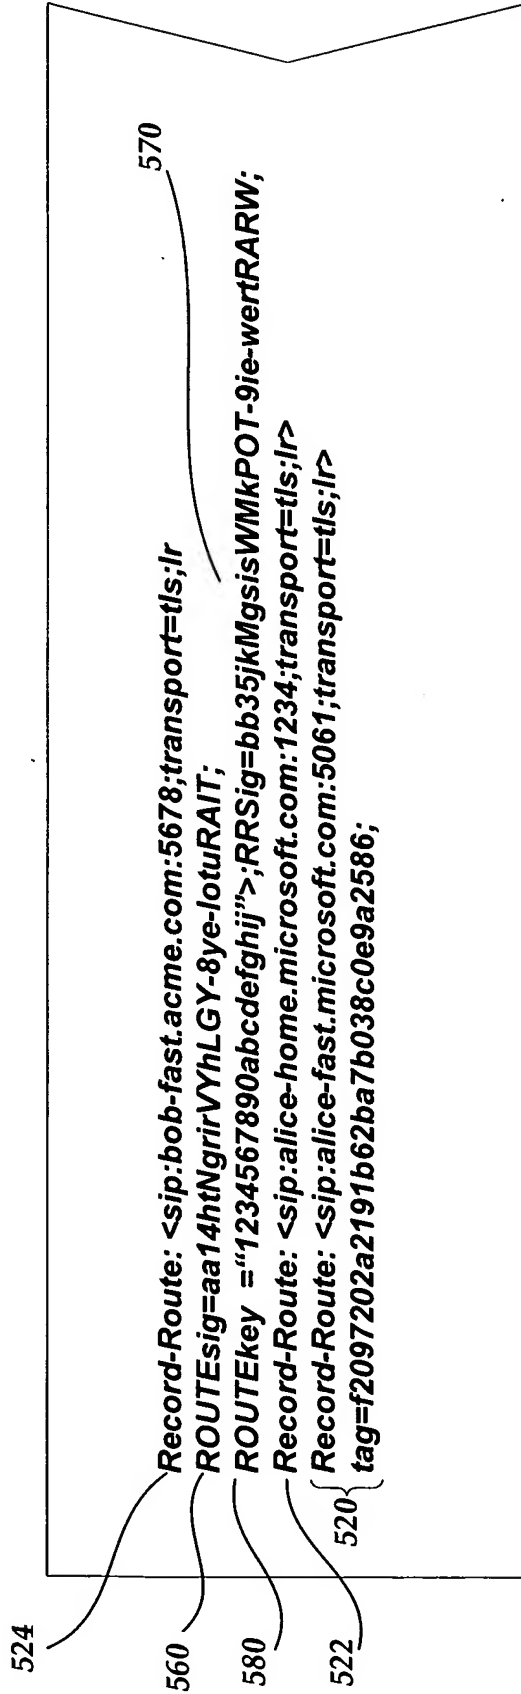 524
570
Record-Route: <sip:bob-fast.acme.com:5678;transport=tls;lr
560
ROUTEsig=aa14htNgrirVYhLGY-8ye-lotuRAIT;
580
ROUTEkey ="1234567890abcdefghij">;RRSig=bb35jkMgsisWMkPOT-9ie-wertRARW;
522
Record-Route: <sip:alice-home.microsoft.com:1234;transport=tls;lr>
520
Record-Route: <sip:alice-fast.microsoft.com:5061;transport=tls;lr>
tag=f2097202a2191b62ba7b038c0e9a2586;